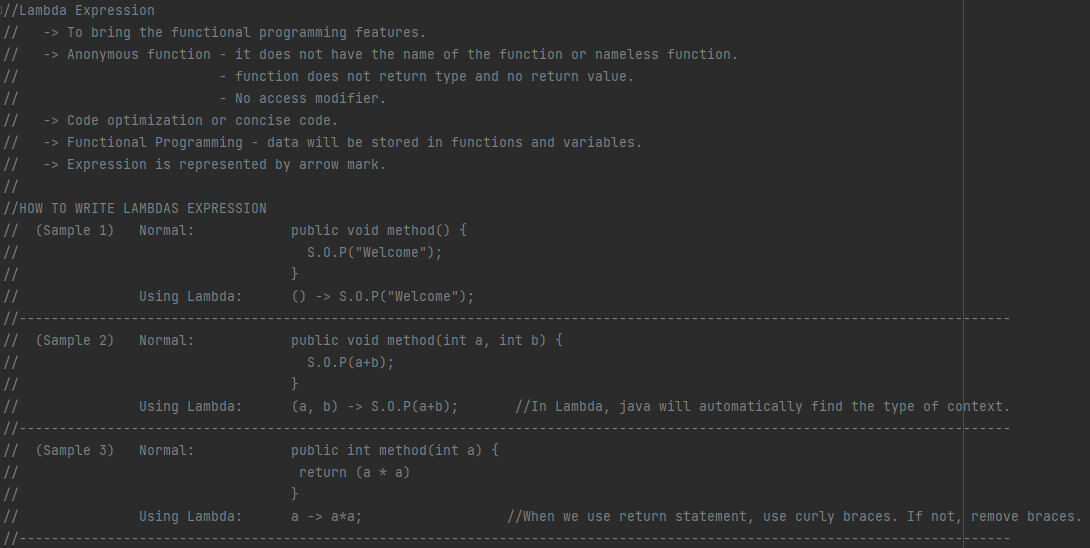 //Lambda Expression
//   -> To bring the functional programming features.
//   -> Anonymous function - it does not have the name of the function or nameless function.
//                         - function does not return type and no return value.
//                         - No access modifier.
//   -> Code optimization or concise code.
//   -> Functional Programming - data will be stored in functions and variables.
//   -> Expression is represented by arrow mark.
//
//HOW TO WRITE LAMBDAS EXPRESSION
//  (Sample 1)   Normal:            public void method() {
//                                    S.O.P("Welcome");
//                                  }
//               Using Lambda:      () -> S.O.P("Welcome");
//----------------------------------------------------------------------------------------------------------------------------
//  (Sample 2)   Normal:            public void method(int a, int b) {
//                                    S.O.P(a+b);
//                                  }
//               Using Lambda:      (a, b) -> S.O.P(a+b);       //In Lambda, java will automatically find the type of context.
//----------------------------------------------------------------------------------------------------------------------------
//  (Sample 3)   Normal:            public int method(int a) {
//                                   return (a * a)
//                                  }
//               Using Lambda:      a -> a*a;                  //When we use return statement, use curly braces. If not, remove braces.
//----------------------------------------------------------------------------------------------------------------------------